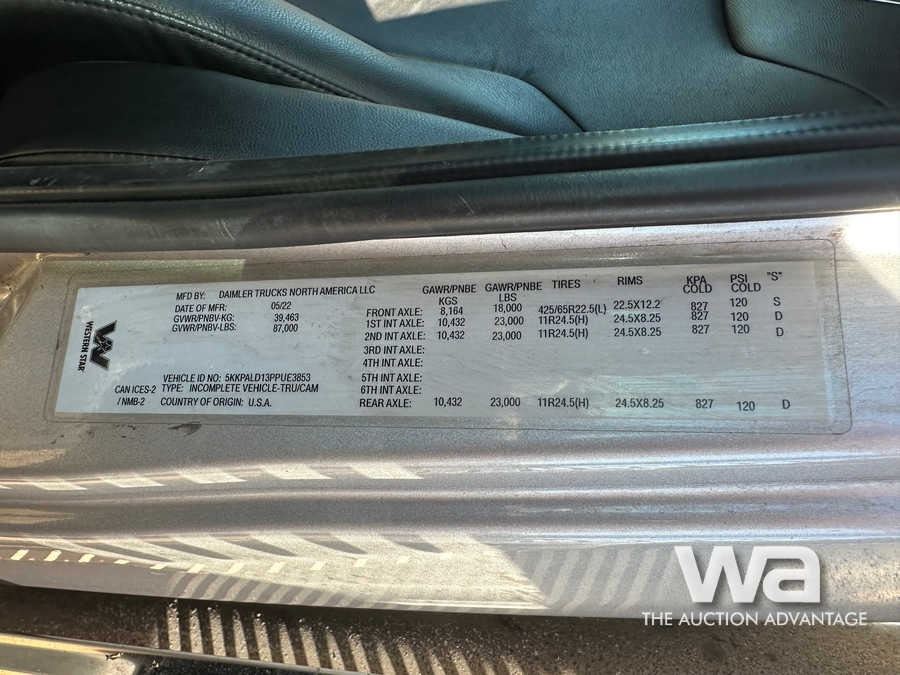 WESTERN STAR
MFD BY: DAIMLER TRUCKS NORTH AMERICA LLC
DATE OF MFR: 05/22
GVWR/PNBV-KG: 39,463
GVWR/PNBV-LBS: 87,000
VEHICLE ID NO: 5KKPALD13PPUE3853
CAN ICES-2 TYPE: INCOMPLETE VEHICLE-TRU/CAM
/ NMB-2 COUNTRY OF ORIGIN: U.S.A.
GAWR/PNBE KGS GAWR/PNBE LBS TIRES RIMS KPA COLD PSI COLD "S"
FRONT AXLE: 8,164 18,000 425/65R22.5(L) 22.5X12.2 827 120 S
1ST INT AXLE: 10,432 23,000 11R24.5(H) 24.5X8.25 827 120 D
2ND INT AXLE: 10,432 23,000 11R24.5(H) 24.5X8.25 827 120 D
3RD INT AXLE:
4TH INT AXLE:
5TH INT AXLE:
6TH INT AXLE:
REAR AXLE: 10,432 23,000 11R24.5(H) 24.5X8.25 827 120 D
wa
THE AUCTION ADVANTAGE